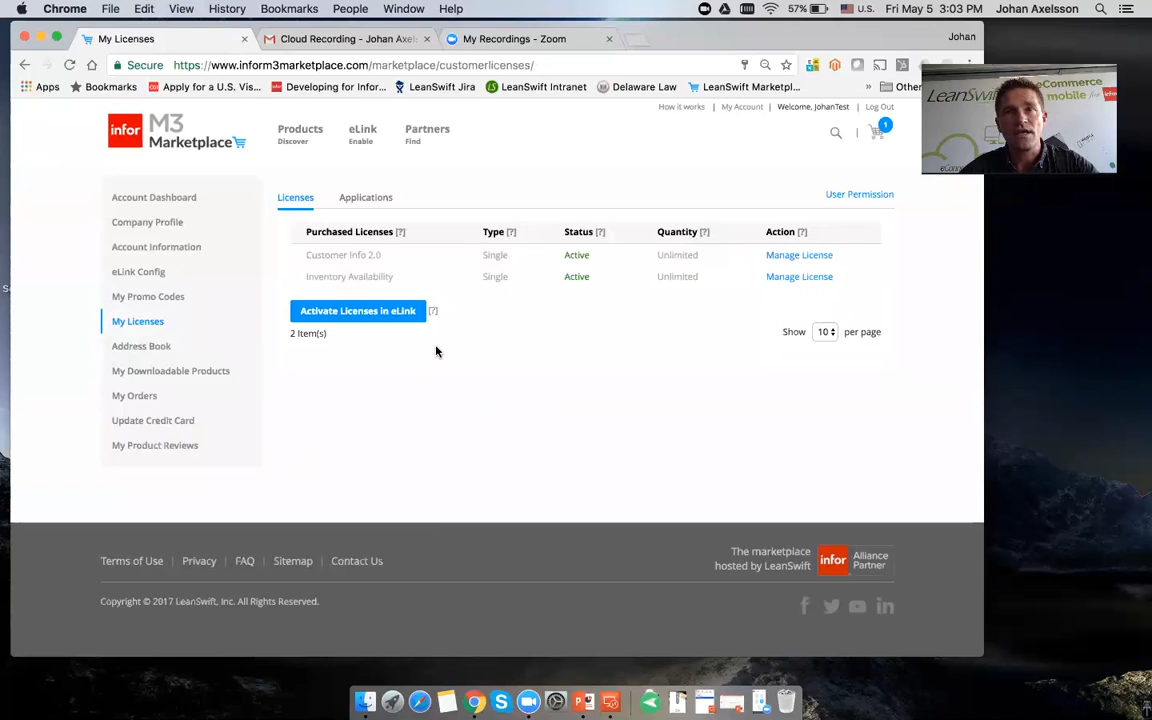 Chrome File Edit View History Bookmarks People Window Help 57% U.S. Fri May 5 3:03 PM Johan Axelsson
My Licenses Cloud Recording - Johan Axel My Recordings - Zoom Johan
Secure https://www.inform3marketplace.com/marketplace/customerlicenses/
Apps Bookmarks Apply for a U.S. Vis... Developing for Infor... LeanSwift Jira LeanSwift Intranet Delaware Law LeanSwift Marketpl... » Other
How it works | My Account | Welcome, JohanTest | Log Out
infor M3 Marketplace
Products Discover
eLink Enable
Partners Find
1
LeanSwift eCommerce
mobile for
Account Dashboard
Company Profile
Account Information
eLink Config
My Promo Codes
My Licenses
Address Book
My Downloadable Products
My Orders
Update Credit Card
My Product Reviews
Licenses Applications User Permission
Purchased Licenses [?] Type [?] Status [?] Quantity [?] Action [?]
Customer Info 2.0 Single Active Unlimited Manage License
Inventory Availability Single Active Unlimited Manage License
Activate Licenses in eLink [?]
2 Item(s) Show 10 per page
Terms of Use | Privacy | FAQ | Sitemap | Contact Us
The marketplace
hosted by LeanSwift
infor Alliance
Partner
Copyright © 2017 LeanSwift, Inc. All Rights Reserved.